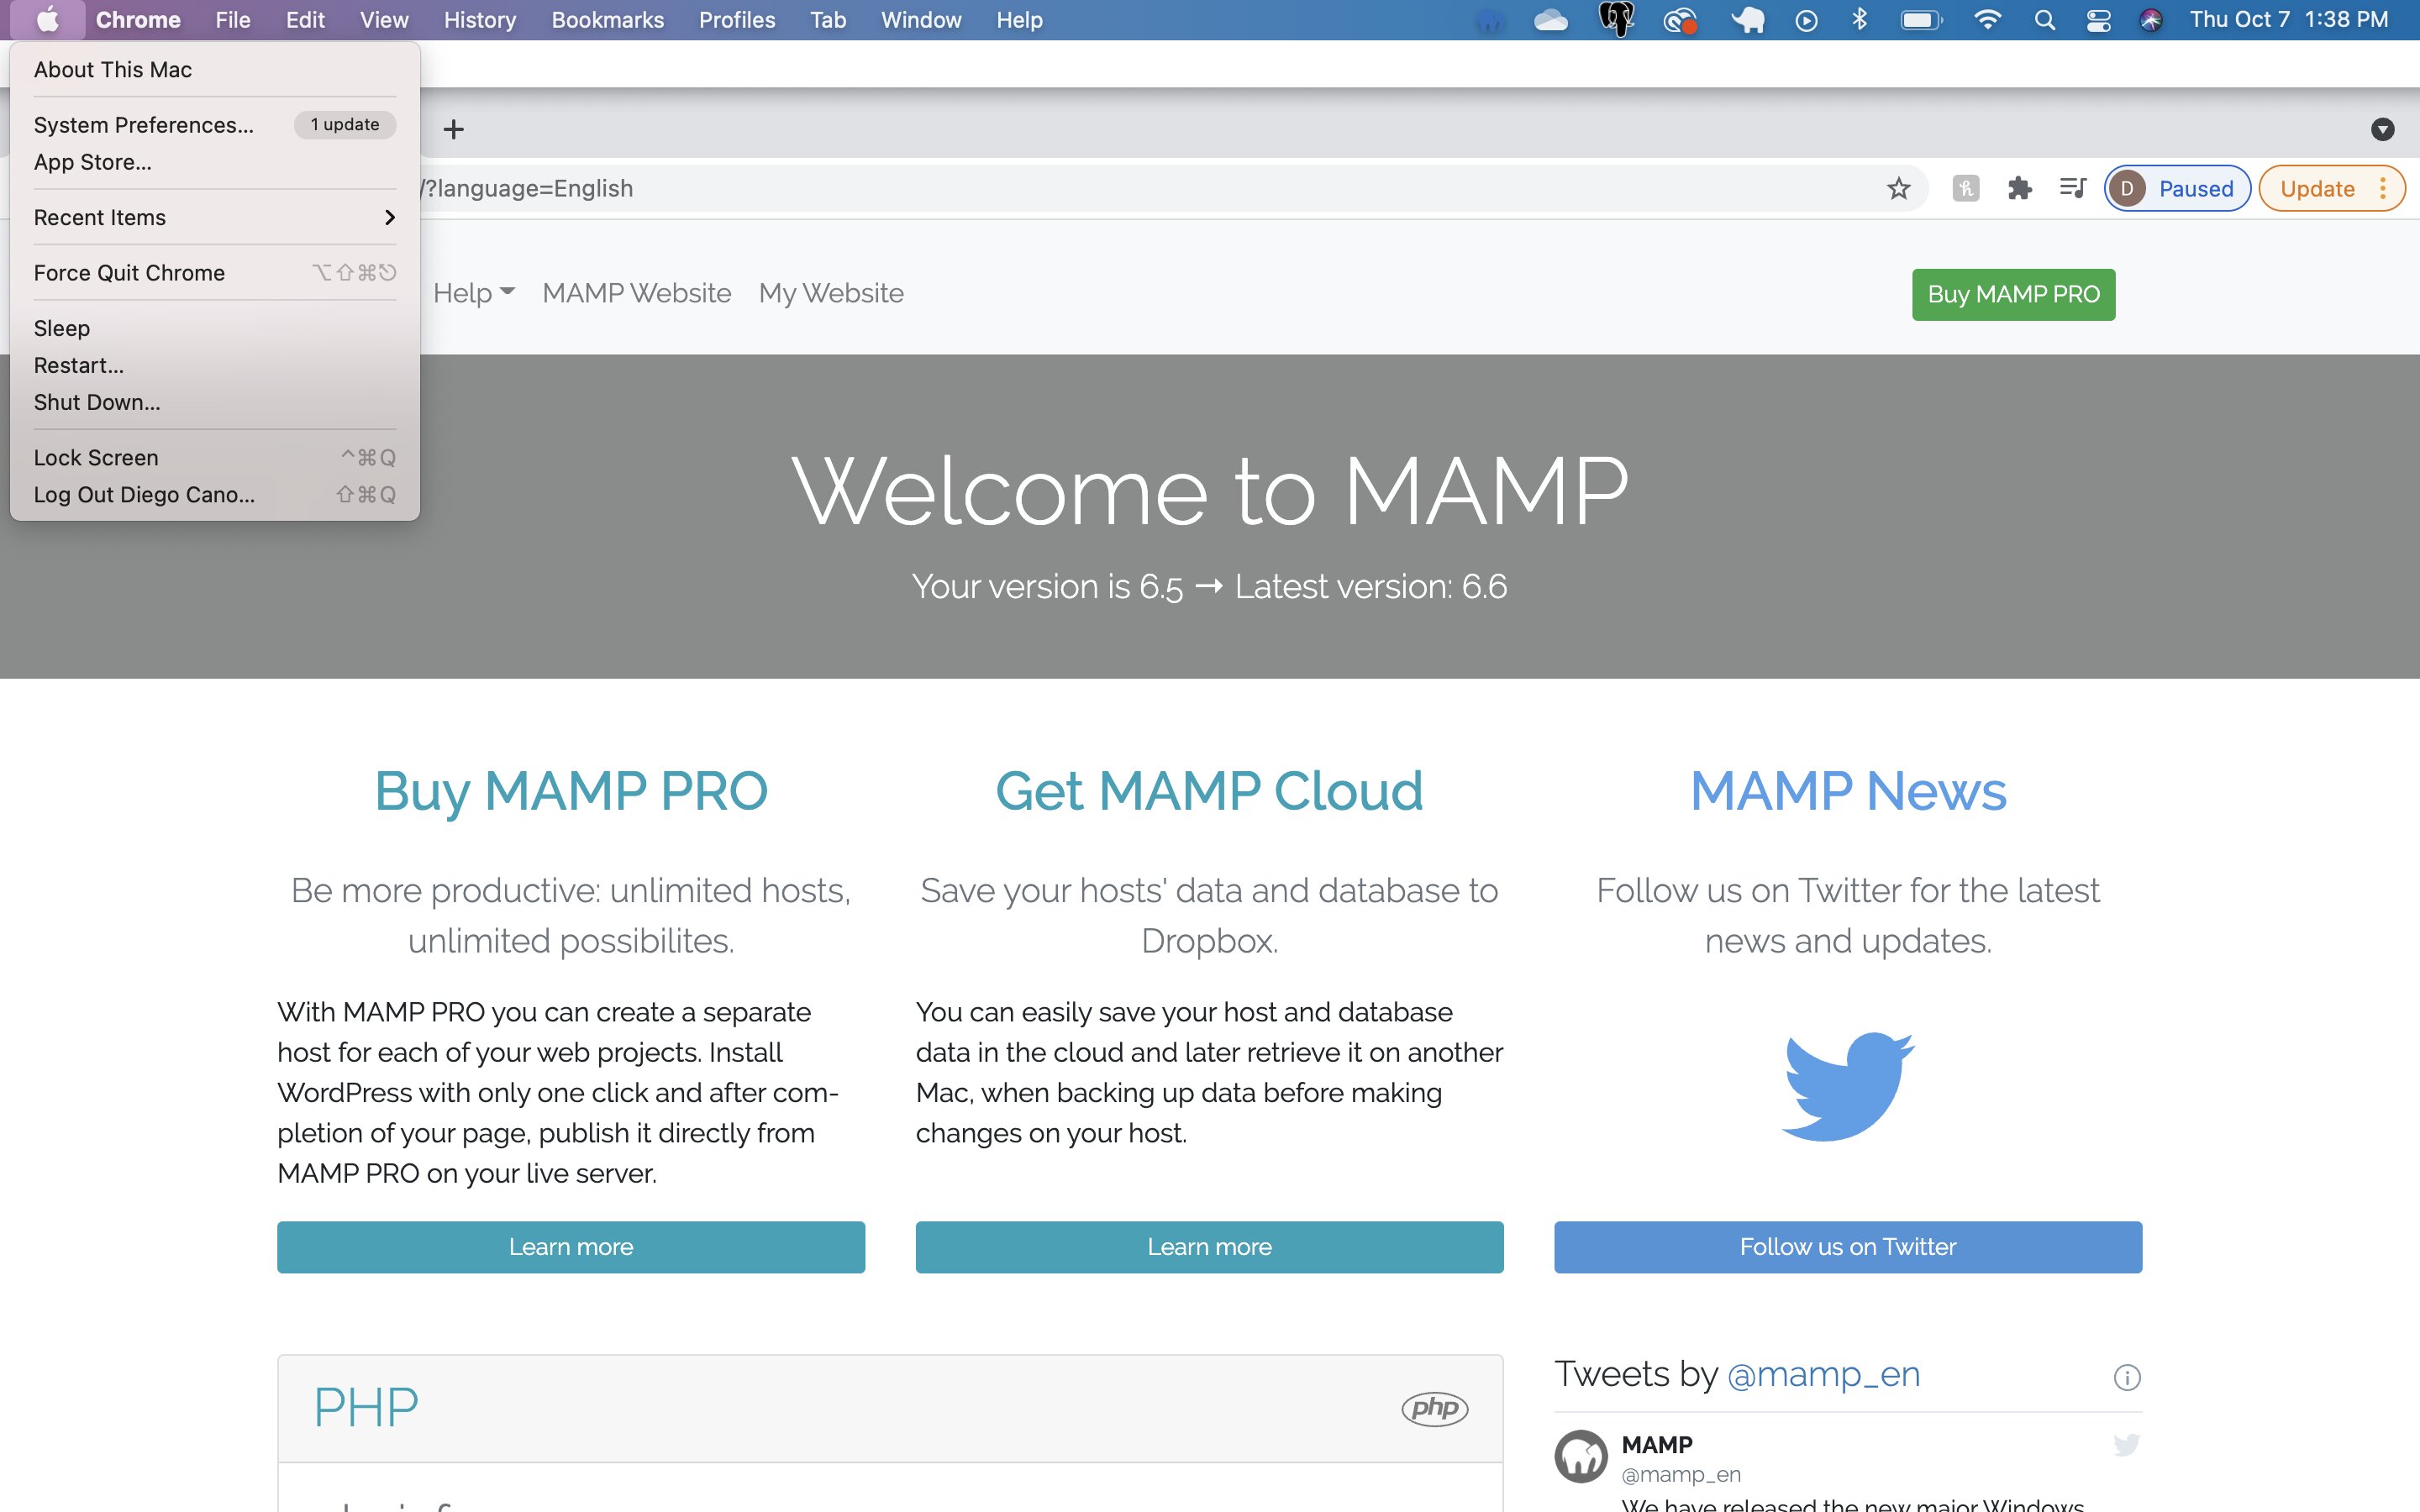 Chrome File Edit View History Bookmarks Profiles Tab Window Help Thu Oct 7 1:38 PM
About This Mac
System Preferences... 1 update
App Store...
Recent Items
Force Quit Chrome ⌥⇧⌘⎋
Sleep
Restart...
Shut Down...
Lock Screen ^⌘Q
Log Out Diego Cano... ⇧⌘Q
/?language=English
D Paused Update
Help MAMP Website My Website
Buy MAMP PRO
Welcome to MAMP
Your version is 6.5 → Latest version: 6.6
Buy MAMP PRO
Be more productive: unlimited hosts,
unlimited possibilites.
With MAMP PRO you can create a separate
host for each of your web projects. Install
WordPress with only one click and after com-
pletion of your page, publish it directly from
MAMP PRO on your live server.
Learn more
Get MAMP Cloud
Save your hosts' data and database to
Dropbox.
You can easily save your host and database
data in the cloud and later retrieve it on another
Mac, when backing up data before making
changes on your host.
Learn more
MAMP News
Follow us on Twitter for the latest
news and updates.
Follow us on Twitter
PHP
php
Tweets by @mamp_en
MAMP
@mamp_en
We have released the new major Windows